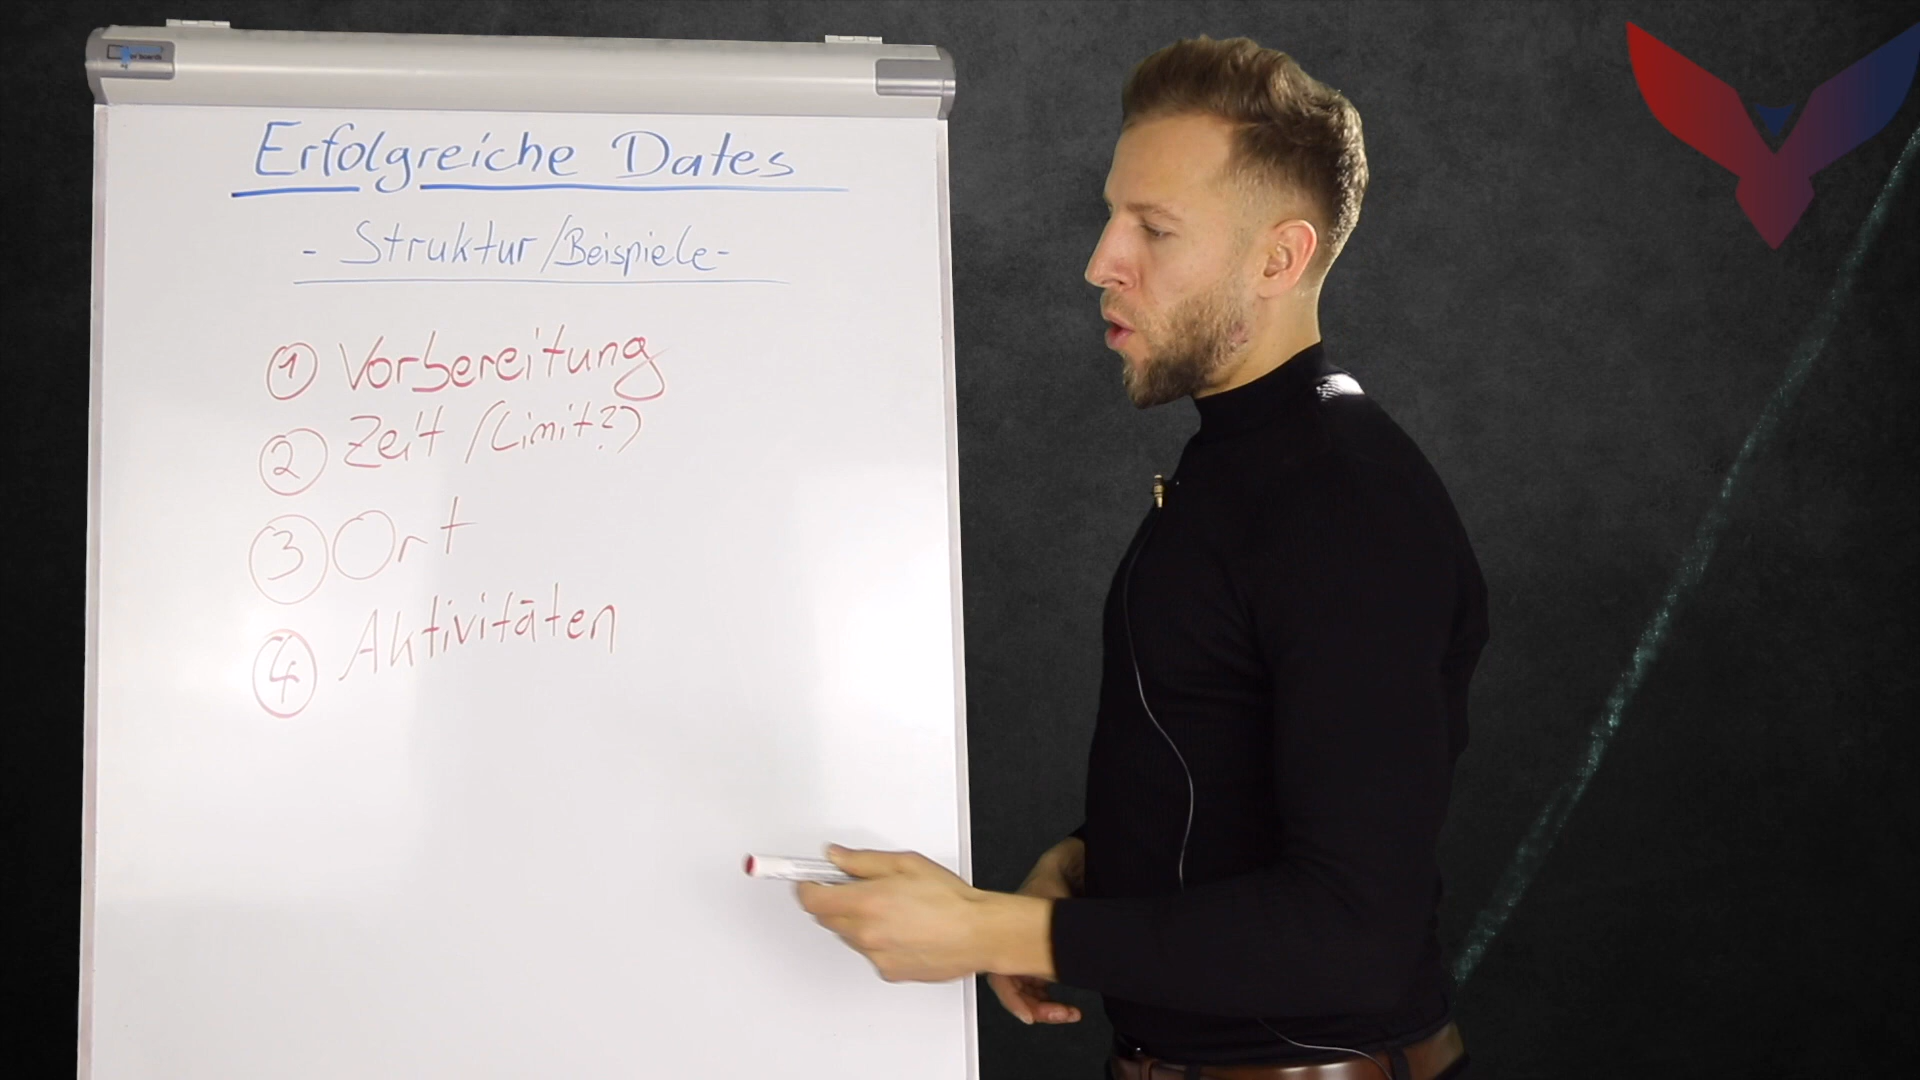 Erfolgreiche Dates
- Struktur/Beispiele -
① Vorbereitung
② Zeit /(Limit?)
③ Ort
④ Aktivitäten